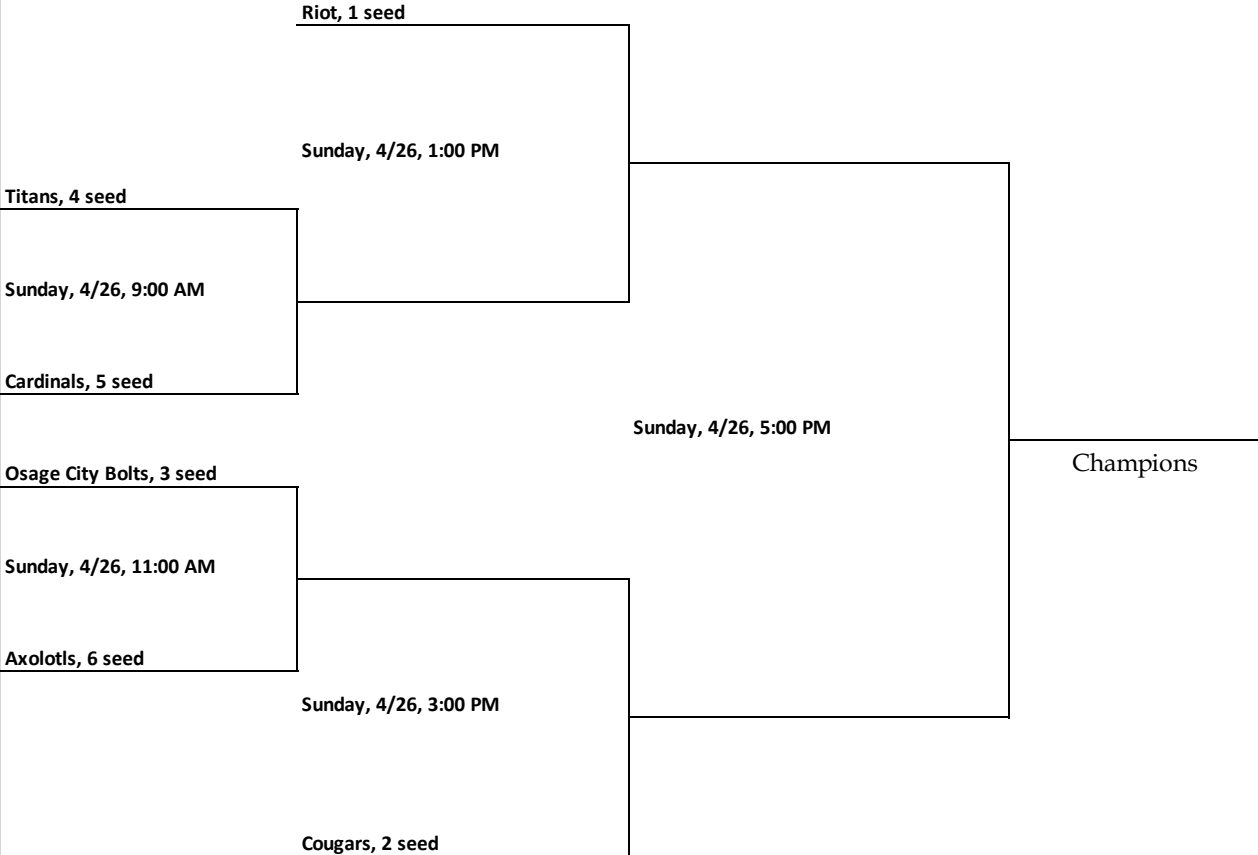 Riot, 1 seed
Sunday, 4/26, 1:00 PM
Titans, 4 seed
Sunday, 4/26, 9:00 AM
Cardinals, 5 seed
Sunday, 4/26, 5:00 PM
Champions
Osage City Bolts, 3 seed
Sunday, 4/26, 11:00 AM
Axolotls, 6 seed
Sunday, 4/26, 3:00 PM
Cougars, 2 seed